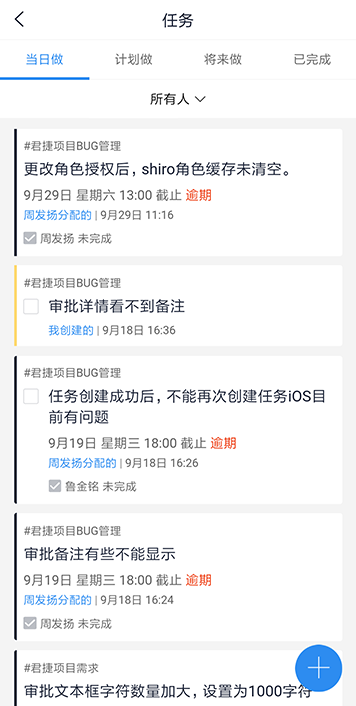 任务
当日做 计划做 将来做 已完成
所有人
#君捷项目BUG管理
更改角色授权后，shiro角色缓存未清空。
9月29日 星期六 13:00 截止 逾期
周发扬分配的 | 9月29日 11:16
周发扬 未完成
#君捷项目BUG管理
审批详情看不到备注
我创建的 | 9月18日 16:36
#君捷项目BUG管理
任务创建成功后，不能再次创建任务iOS目
前有问题
9月19日 星期三 18:00 截止 逾期
周发扬分配的 | 9月18日 16:26
鲁金铭 未完成
#君捷项目BUG管理
审批备注有些不能显示
9月19日 星期三 18:00 截止 逾期
周发扬分配的 | 9月18日 16:24
周发扬 未完成
#君捷项目需求
审批文本框字符数量加大，设置为1000字符